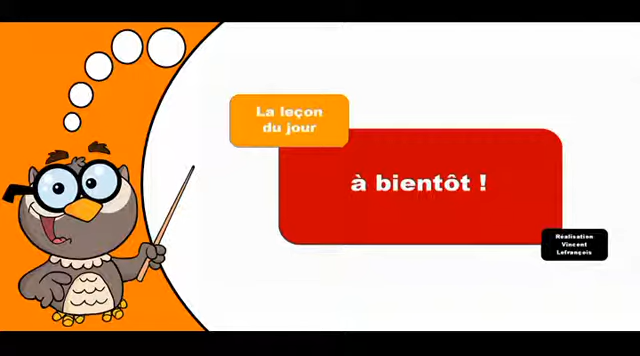 La leçon
du jour
à bientôt !
Réalisation
Vincent
Lefrançois